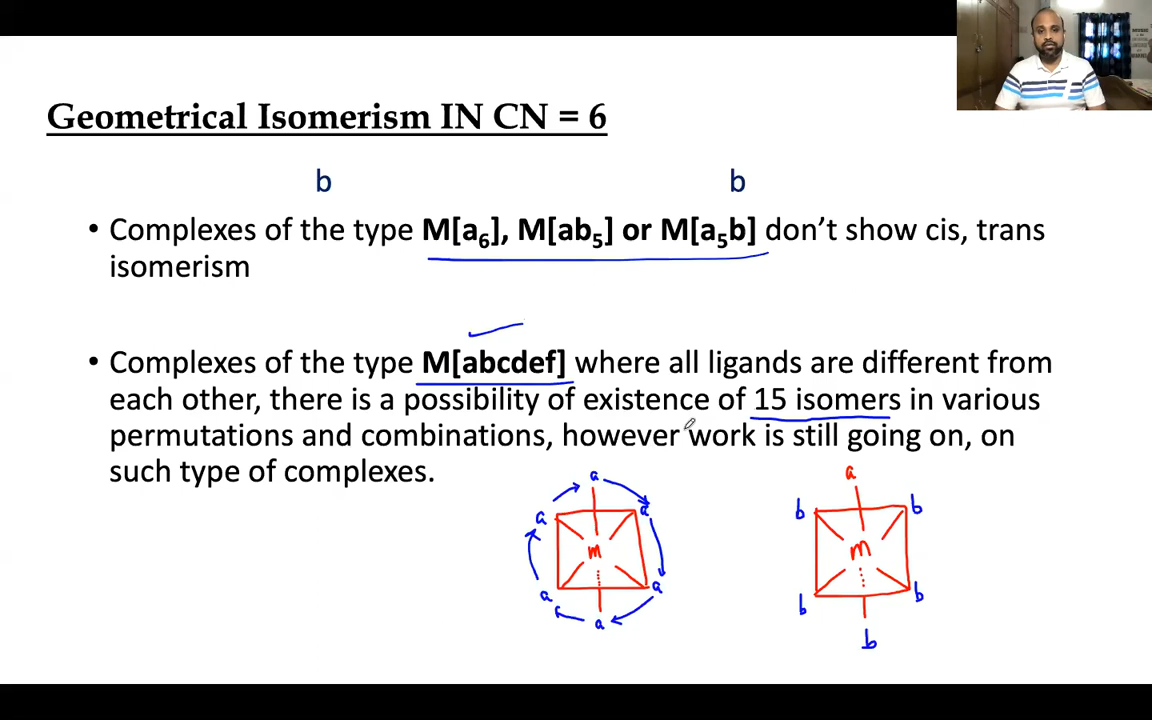 Geometrical Isomerism IN CN = 6
b b
• Complexes of the type M[a₆], M[ab₅] or M[a₅b] don’t show cis, trans
isomerism
• Complexes of the type M[abcdef] where all ligands are different from
each other, there is a possibility of existence of 15 isomers in various
permutations and combinations, however work is still going on, on
such type of complexes.
a a
a a b b
m m
a a b b
a b